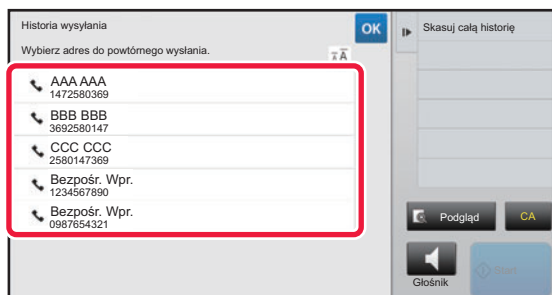 Historia wysyłania
OK
Wybierz adres do powtórnego wysłania.
AAA AAA
1472580369
BBB BBB
3692580147
CCC CCC
2580147369
Bezpośr. Wpr.
1234567890
Bezpośr. Wpr.
0987654321
Skasuj całą historię
Podgląd
CA
Głośnik
Start